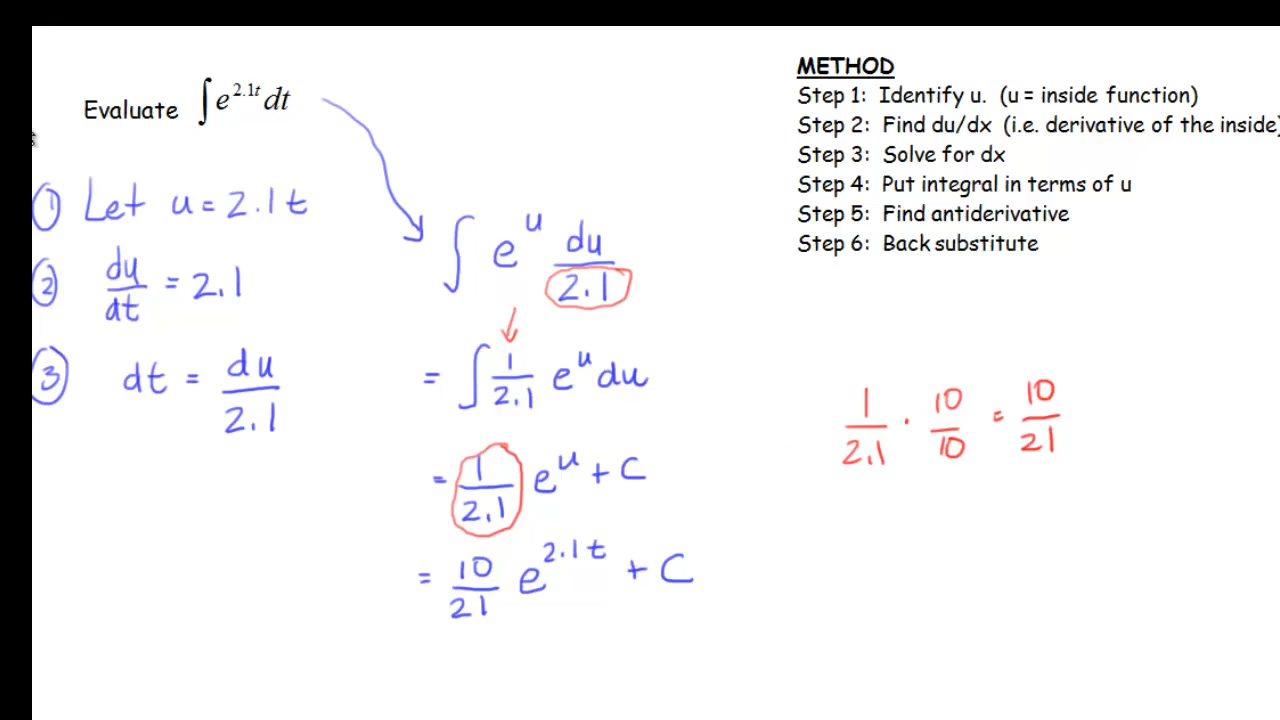 Evaluate ∫ e^{2.1t} dt
① Let u = 2.1t
② du/dt = 2.1
③ dt = du/2.1
∫ e^u du/2.1
= ∫ 1/2.1 e^u du
= 1/2.1 e^u + C
= 10/21 e^{2.1t} + C
METHOD
Step 1: Identify u. (u = inside function)
Step 2: Find du/dx (i.e. derivative of the inside)
Step 3: Solve for dx
Step 4: Put integral in terms of u
Step 5: Find antiderivative
Step 6: Back substitute
1/2.1 · 10/10 = 10/21